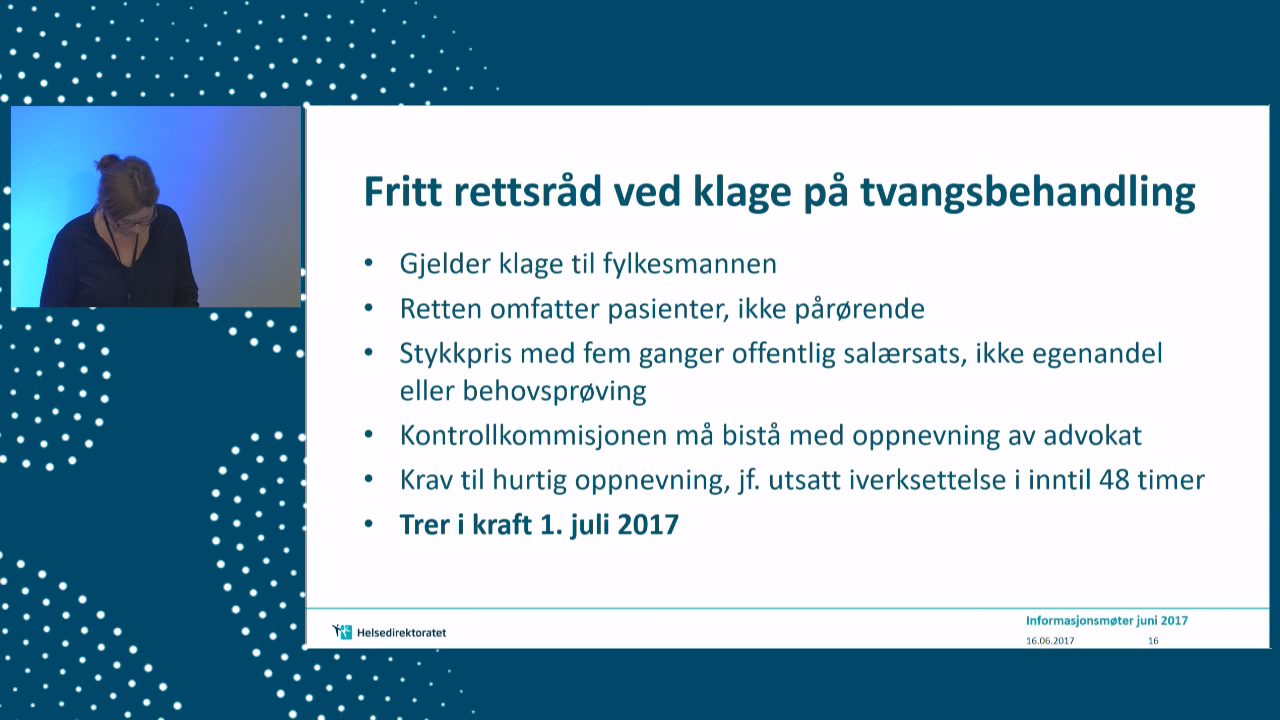 Fritt rettsråd ved klage på tvangsbehandling
• Gjelder klage til fylkesmannen
• Retten omfatter pasienter, ikke pårørende
• Stykkpris med fem ganger offentlig salærsats, ikke egenandel
eller behovsprøving
• Kontrollkommisjonen må bistå med oppnevning av advokat
• Krav til hurtig oppnevning, jf. utsatt iverksettelse i inntil 48 timer
• Trer i kraft 1. juli 2017
Helsedirektoratet
Informasjonsmøter juni 2017
16.06.2017 16